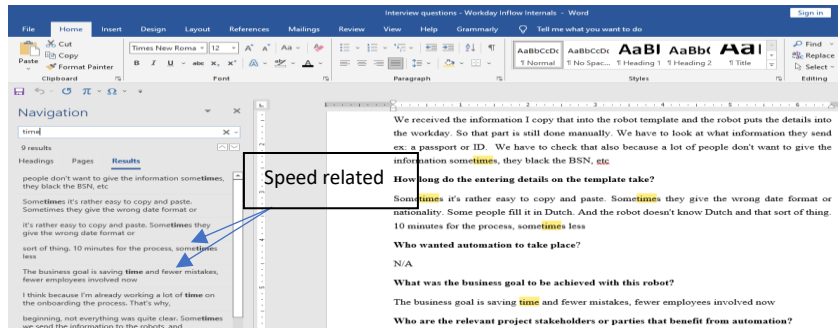 Interview questions - Workday Inflow Internals - Word
Sign in
File Home Insert Design Layout References Mailings Review View Help Grammarly Tell me what you want to do
Paste
Cut
Copy
Format Painter
Clipboard
Times New Roma 12
Font
Paragraph
AaBbCcDc AaBbCcDc AaBl AaBb( AaI
¶ Normal ¶ No Spac... ¶ Heading 1 ¶ Heading 2 ¶ Title
Styles
Find
Replace
Select
Editing
Navigation
time
9 results
Headings Pages Results
people don't want to give the information sometimes,
they black the BSN, etc
Sometimes it's rather easy to copy and paste.
Sometimes they give the wrong date format or
it's rather easy to copy and paste. Sometimes they
give the wrong date format or
sort of thing. 10 minutes for the process, sometimes
less
The business goal is saving time and fewer mistakes,
fewer employees involved now
I think because I'm already working a lot of time on
the onboarding the process. That's why.
beginning, not everything was quite clear. Sometimes
we send the information to the robots, and
Speed related
We received the information I copy that into the robot template and the robot puts the details into
the workday. So that part is still done manually. We have to look at what information they send
ex: a passport or ID. We have to check that also because a lot of people don't want to give the
information sometimes, they black the BSN, etc
How long do the entering details on the template take?
Sometimes it's rather easy to copy and paste. Sometimes they give the wrong date format or
nationality. Some people fill it in Dutch. And the robot doesn't know Dutch and that sort of thing.
10 minutes for the process, sometimes less
Who wanted automation to take place?
N/A
What was the business goal to be achieved with this robot?
The business goal is saving time and fewer mistakes, fewer employees involved now
Who are the relevant project stakeholders or parties that benefit from automation?